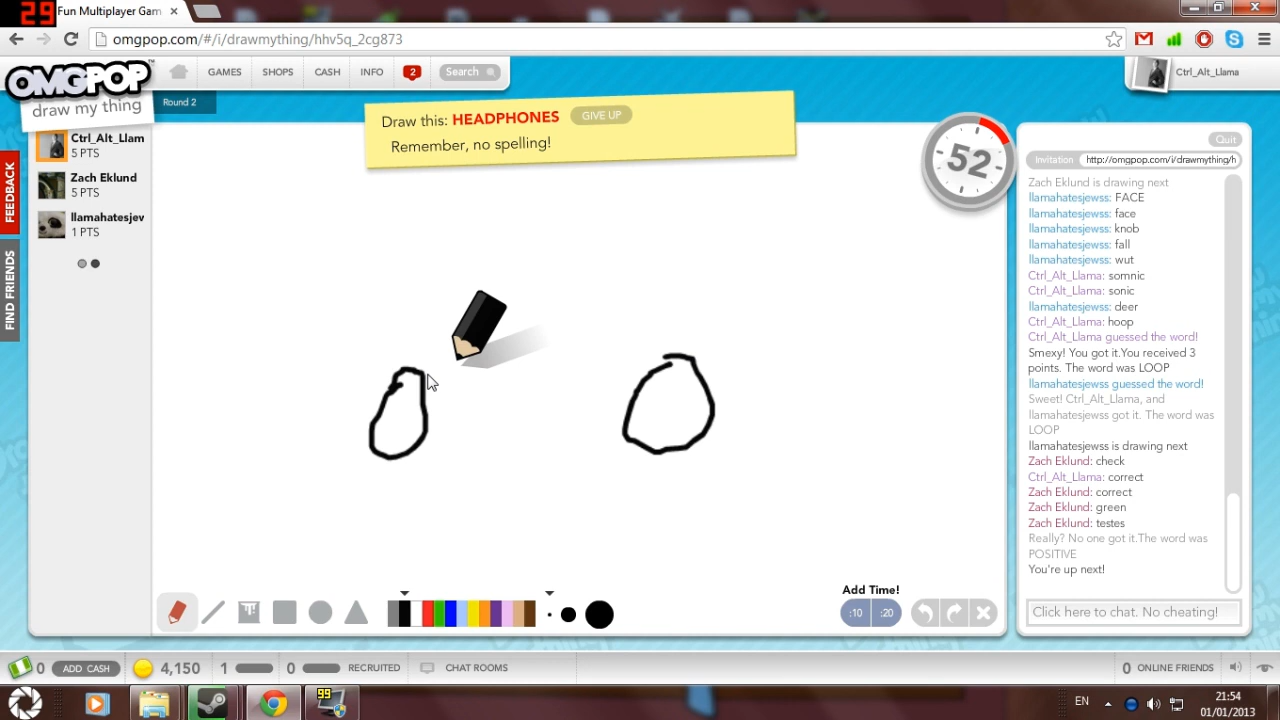 29
Fun Multiplayer Gam
omgpop.com/#/i/drawmything/hhv5q_2cg873
OMGPOP
draw my thing
GAMES SHOPS CASH INFO 2 Search
Ctrl_Alt_Llama
Round 2
Draw this: HEADPHONES GIVE UP
Remember, no spelling!
52
FEEDBACK
FIND FRIENDS
Ctrl_Alt_Llam
5 PTS
Zach Eklund
5 PTS
llamahatesjew
1 PTS
Quit
Invitation http://omgpop.com/i/drawmything/h
Zach Eklund is drawing next
llamahatesjewss: FACE
llamahatesjewss: face
llamahatesjewss: knob
llamahatesjewss: fall
llamahatesjewss: wut
Ctrl_Alt_Llama: somnic
Ctrl_Alt_Llama: sonic
llamahatesjewss: deer
Ctrl_Alt_Llama: hoop
Ctrl_Alt_Llama guessed the word!
Smexy! You got it.You received 3
points. The word was LOOP
llamahatesjewss guessed the word!
Sweet! Ctrl_Alt_Llama, and
llamahatesjewss got it. The word was
LOOP
llamahatesjewss is drawing next
Zach Eklund: check
Ctrl_Alt_Llama: correct
Zach Eklund: correct
Zach Eklund: green
Zach Eklund: testes
Really? No one got it.The word was
POSITIVE
You're up next!
Click here to chat. No cheating!
Add Time!
:10 :20
0 ADD CASH 4,150 1 0 RECRUITED CHAT ROOMS 0 ONLINE FRIENDS
99
EN
21:54
01/01/2013